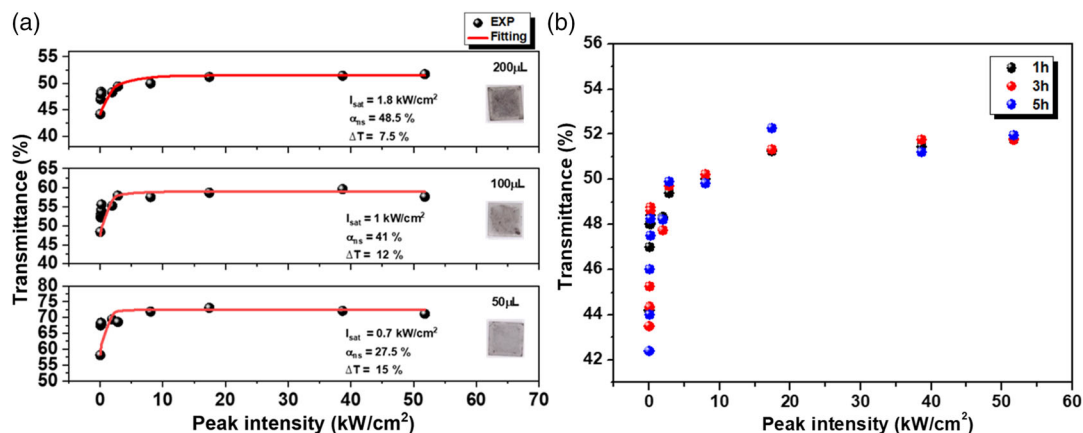 (a)
EXP
Fitting
200μL
I_sat = 1.8 kW/cm²
α_ns = 48.5 %
ΔT = 7.5 %
55
50
45
40
100μL
I_sat = 1 kW/cm²
α_ns = 41 %
ΔT = 12 %
65
60
55
50
45
40
50μL
I_sat = 0.7 kW/cm²
α_ns = 27.5 %
ΔT = 15 %
80
75
70
65
60
55
50
Transmittance (%)
0 10 20 30 40 50 60 70
Peak intensity (kW/cm²)
(b)
1h
3h
5h
56
54
52
50
48
46
44
42
Transmittance (%)
0 10 20 30 40 50 60
Peak intensity (kW/cm²)